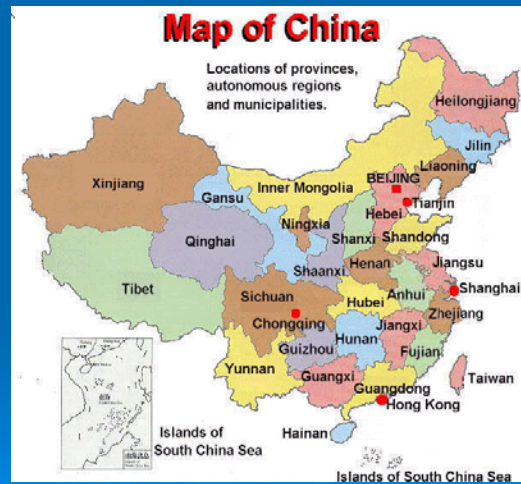 Map of China
Locations of provinces,
autonomous regions
and municipalities.
Heilongjiang
Jilin
Liaoning
BEIJING
Inner Mongolia
Xinjiang
Gansu
Tianjin
Hebei
Ningxia
Shanxi
Shandong
Qinghai
Shaanxi
Henan
Jiangsu
Tibet
Sichuan
Anhui
Shanghai
Hubei
Zhejiang
Chongqing
Jiangxi
Hunan
Guizhou
Fujian
Yunnan
Guangxi
Guangdong
Taiwan
Hong Kong
Hainan
Islands of
South China Sea
Islands of South China Sea